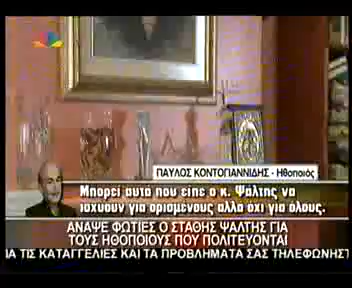 ΠΑΥΛΟΣ ΚΟΝΤΟΓΙΑΝΝΙΔΗΣ - Ηθοποιός
Μπορεί αυτά που είπε ο κ. Ψάλτης να
ισχύουν για ορισμένους αλλά όχι για όλους.
ΑΝΑΨΕ ΦΩΤΙΕΣ Ο ΣΤΑΘΗΣ ΨΑΛΤΗΣ ΓΙΑ
ΤΟΥΣ ΗΘΟΠΟΙΟΥΣ ΠΟΥ ΠΟΛΙΤΕΥΟΝΤΑΙ
ΓΙΑ ΤΙΣ ΚΑΤΑΓΓΕΛΙΕΣ ΚΑΙ ΤΑ ΠΡΟΒΛΗΜΑΤΑ ΣΑΣ ΤΗΛΕΦΩΝΗΣΤ